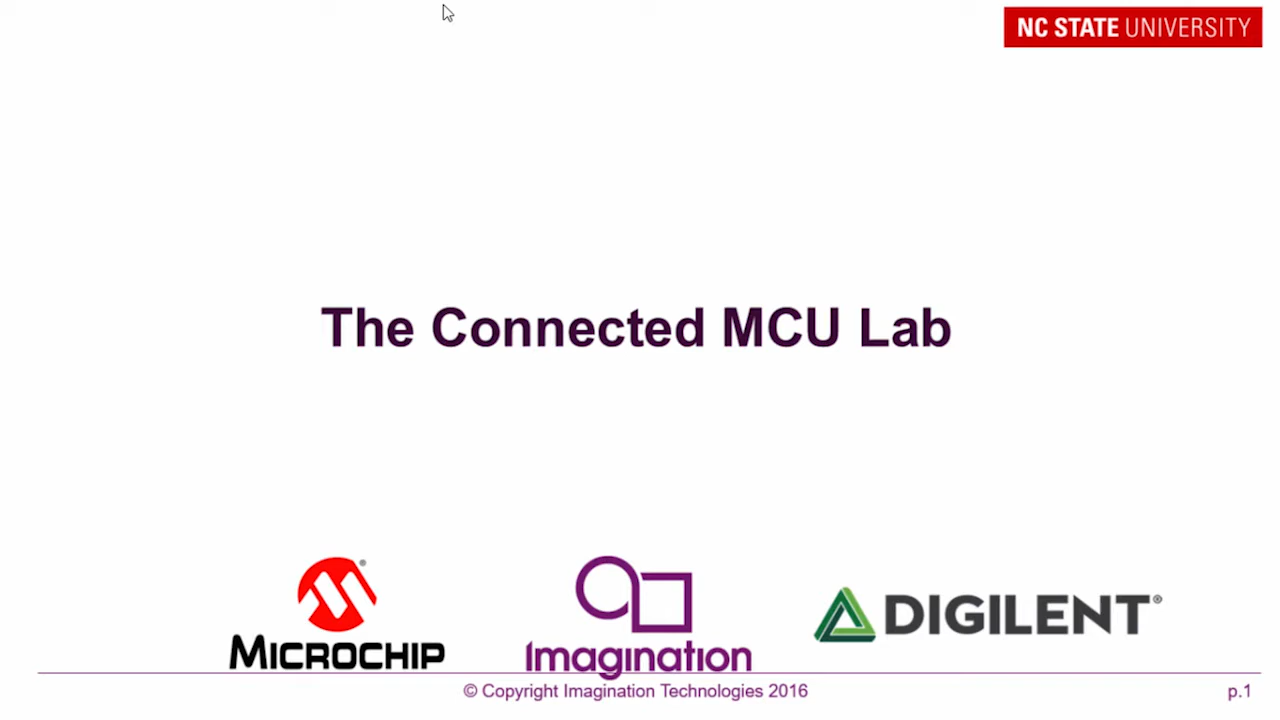 NC STATE UNIVERSITY
The Connected MCU Lab
MICROCHIP
Imagination
DIGILENT®
© Copyright Imagination Technologies 2016
p.1